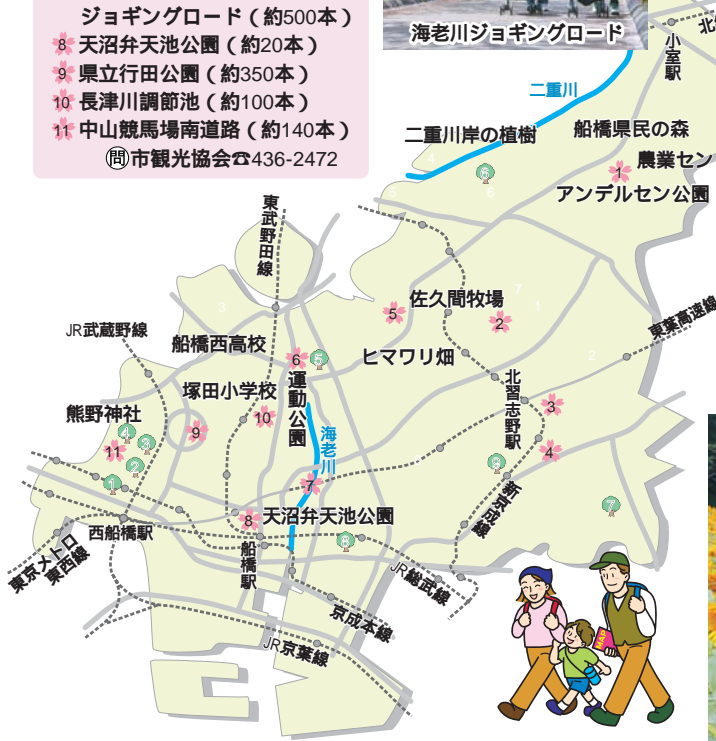 ジョギングロード(約500本)
8 天沼弁天池公園(約20本)
9 県立行田公園(約350本)
10 長津川調節池(約100本)
11 中山競馬場南道路(約140本)
問市観光協会☎436-2472
海老川ジョギングロード
小室駅
二重川
二重川岸の植樹
船橋県民の森
4
6
1
農業セン
アンデルセン公園
5
8
東武野田線
佐久間牧場
7
1
5
2
東葉高速線
3
JR武蔵野線
船橋西高校
6
5
ヒマワリ畑
2
運動公園
北習志野駅
塚田小学校
熊野神社
10
3
4
3
9
海老川
11
2
4
1
7
9
7
新京成線
8
天沼弁天池公園
西船橋駅
8
船橋駅
東京メトロ
東西線
JR総武線
京成本線
JR京葉線
MAP